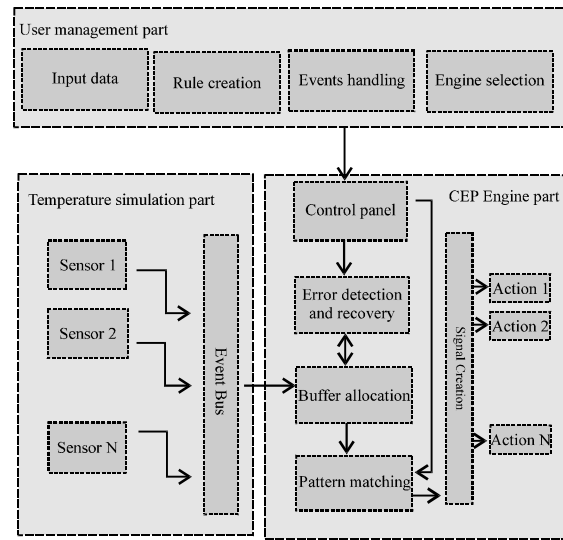 User management part
Input data
Rule creation
Events handling
Engine selection
Temperature simulation part
Sensor 1
Sensor 2
Sensor N
Event Bus
CEP Engine part
Control panel
Error detection
and recovery
Buffer allocation
Pattern matching
Signal Creation
Action 1
Action 2
Action N